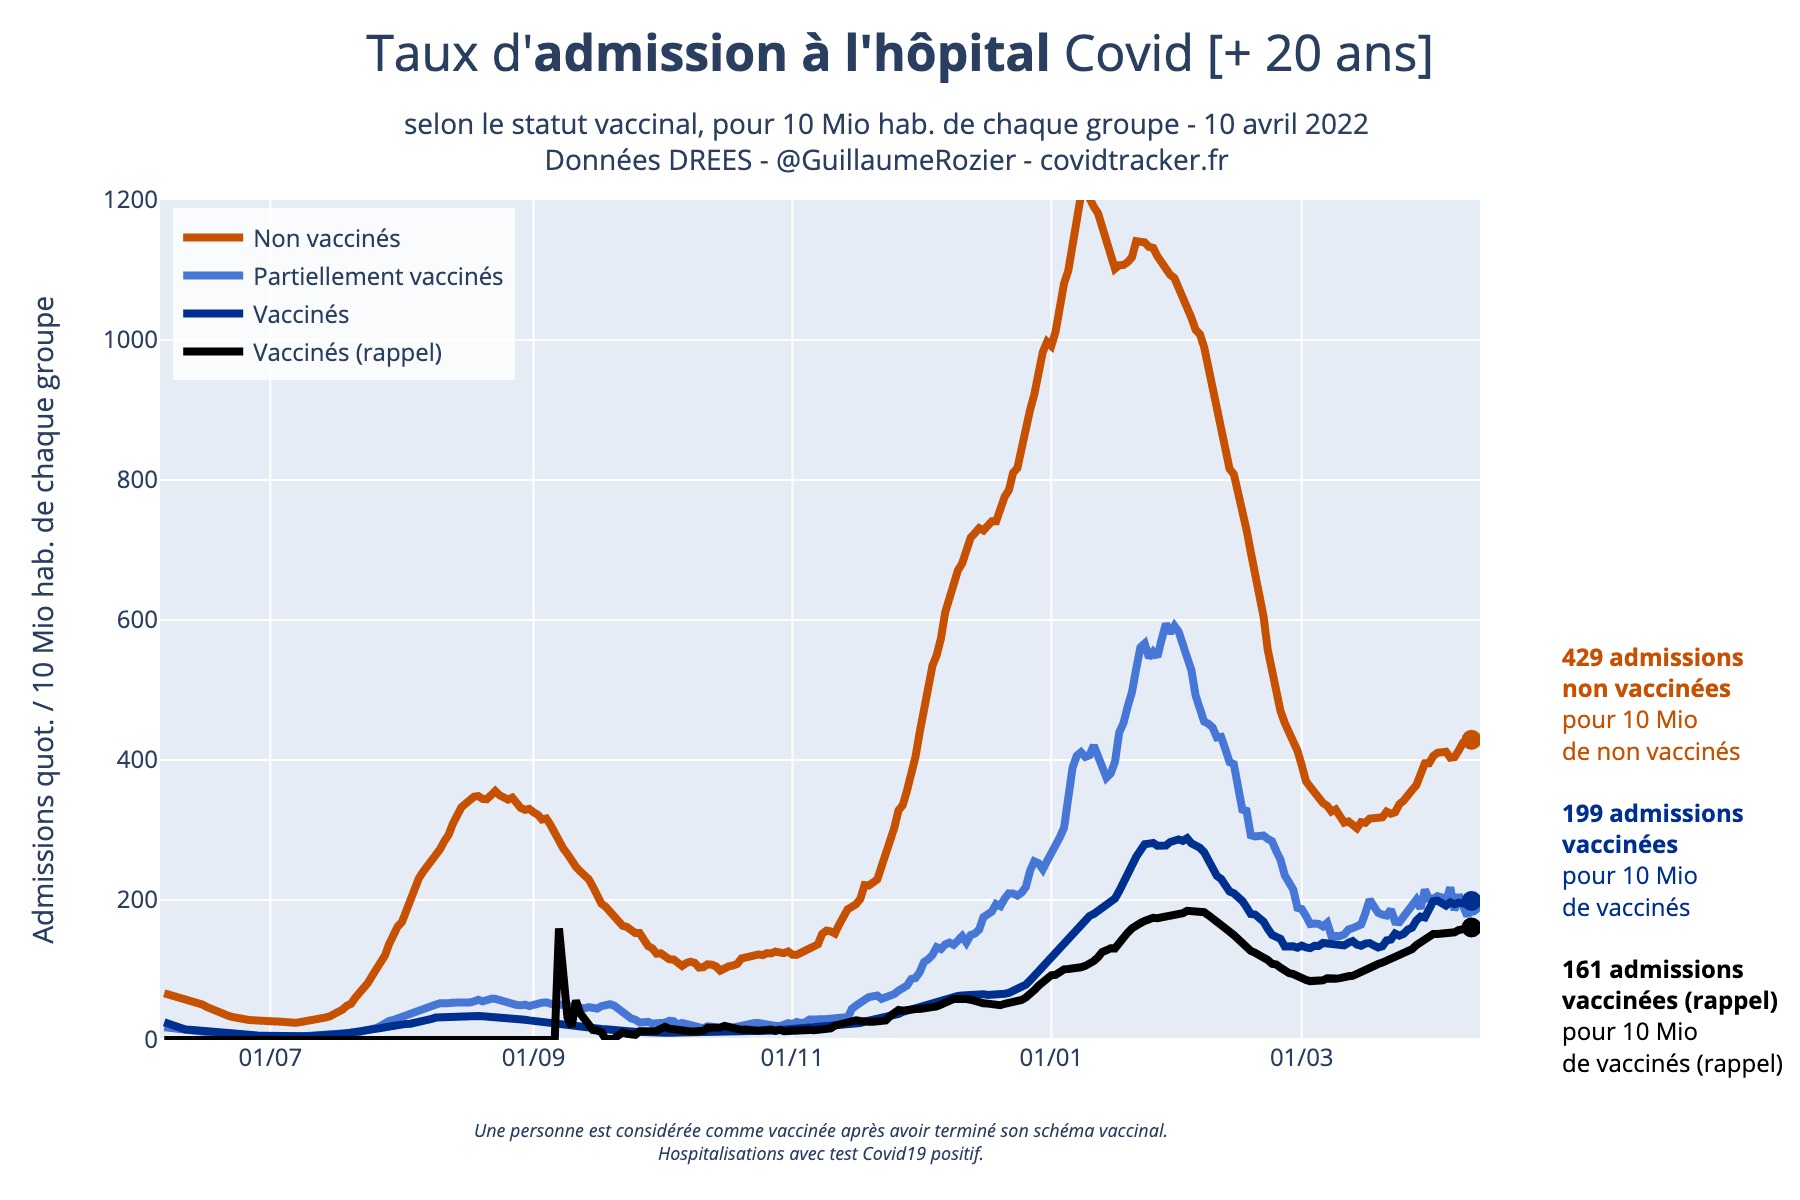 Taux d'admission à l'hôpital Covid [+ 20 ans]
selon le statut vaccinal, pour 10 Mio hab. de chaque groupe - 10 avril 2022
Données DREES - @GuillaumeRozier - covidtracker.fr
Admissions quot. / 10 Mio hab. de chaque groupe
1200
1000
800
600
400
200
0
Non vaccinés
Partiellement vaccinés
Vaccinés
Vaccinés (rappel)
01/07
01/09
01/11
01/01
01/03
429 admissions
non vaccinées
pour 10 Mio
de non vaccinés
199 admissions
vaccinées
pour 10 Mio
de vaccinés
161 admissions
vaccinées (rappel)
pour 10 Mio
de vaccinés (rappel)
Une personne est considérée comme vaccinée après avoir terminé son schéma vaccinal.
Hospitalisations avec test Covid19 positif.